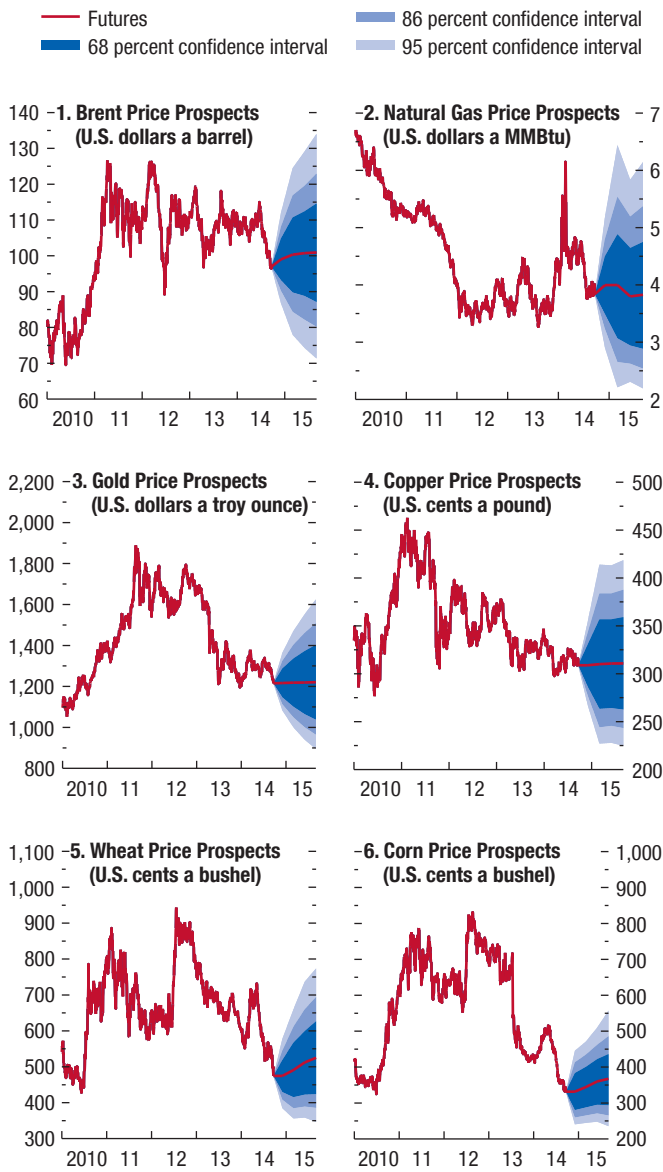 Futures
68 percent confidence interval
86 percent confidence interval
95 percent confidence interval
1. Brent Price Prospects
(U.S. dollars a barrel)
140
130
120
110
100
90
80
70
60
2010 11 12 13 14 15
2. Natural Gas Price Prospects
(U.S. dollars a MMBtu)
7
6
5
4
3
2
2010 11 12 13 14 15
3. Gold Price Prospects
(U.S. dollars a troy ounce)
2,200
2,000
1,800
1,600
1,400
1,200
1,000
800
2010 11 12 13 14 15
4. Copper Price Prospects
(U.S. cents a pound)
500
450
400
350
300
250
200
2010 11 12 13 14 15
5. Wheat Price Prospects
(U.S. cents a bushel)
1,100
1,000
900
800
700
600
500
400
300
2010 11 12 13 14 15
6. Corn Price Prospects
(U.S. cents a bushel)
1,000
900
800
700
600
500
400
300
200
2010 11 12 13 14 15